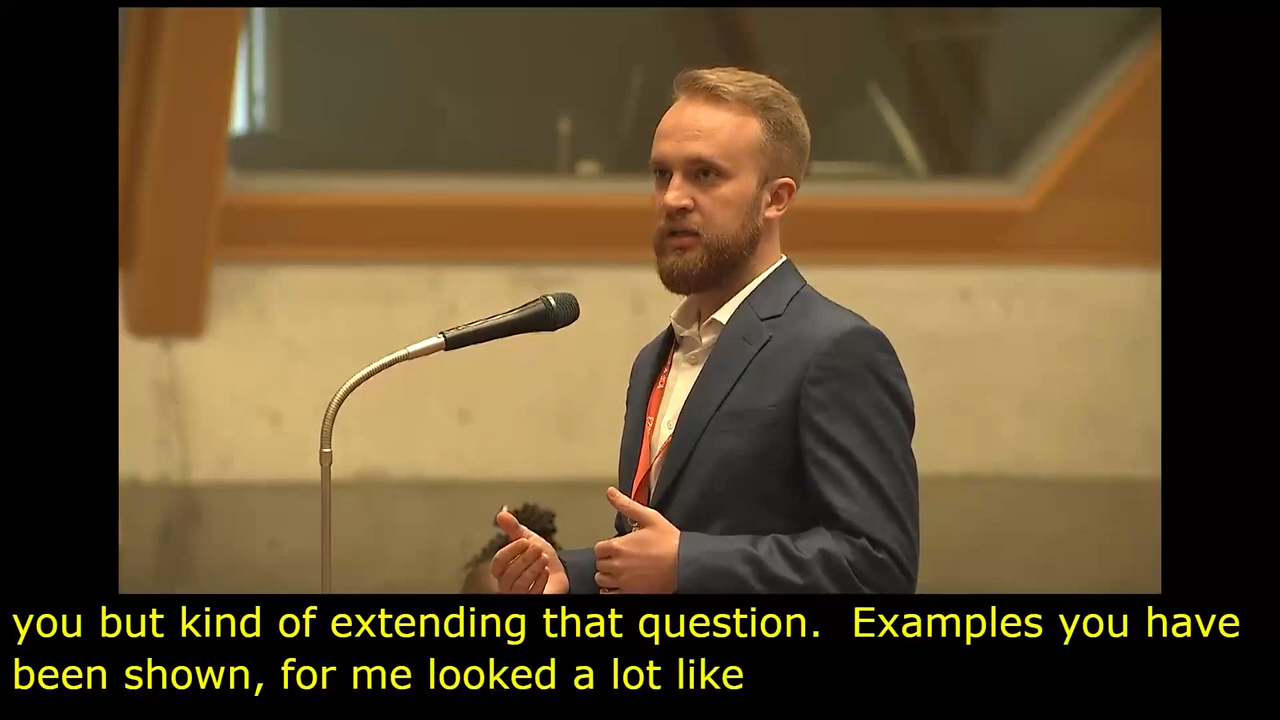 you but kind of extending that question.  Examples you have
been shown, for me looked a lot like